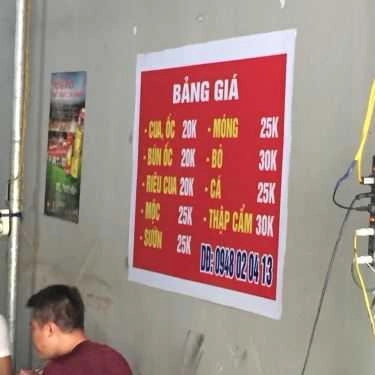 BẢNG GIÁ
- CUA, ỐC 20K
- BÚN ỐC 20K
- RIÊU CUA 20K
- MỌC 25K
- SƯỜN 25K
- MÓNG 25K
- BÒ 30K
- CÁ 25K
- THẬP CẨM 30K
DĐ: 0948 02 04 13